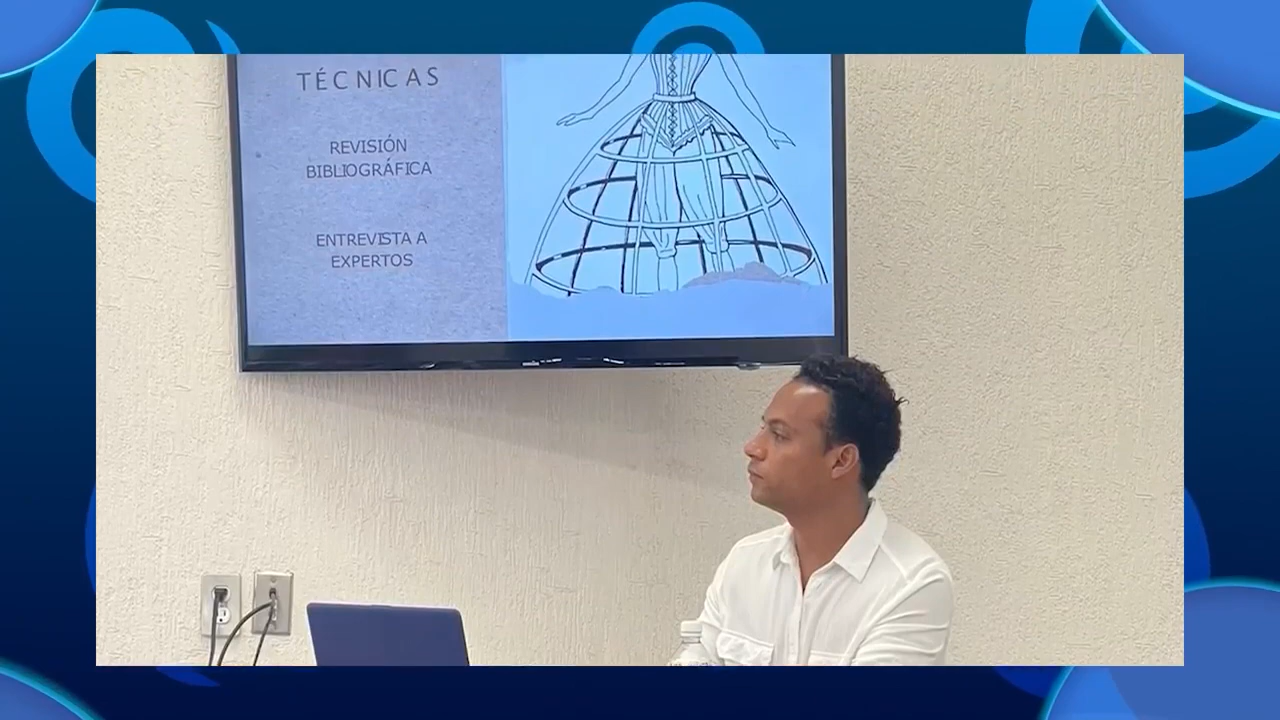 TÉCNICAS
REVISIÓN
BIBLIOGRÁFICA
ENTREVISTA A
EXPERTOS